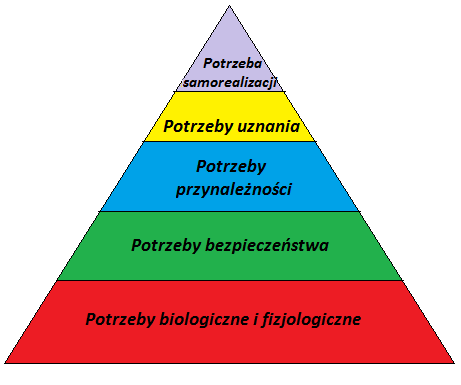 Potrzeba
samorealizacji
Potrzeby uznania
Potrzeby
przynależności
Potrzeby bezpieczeństwa
Potrzeby biologiczne i fizjologiczne